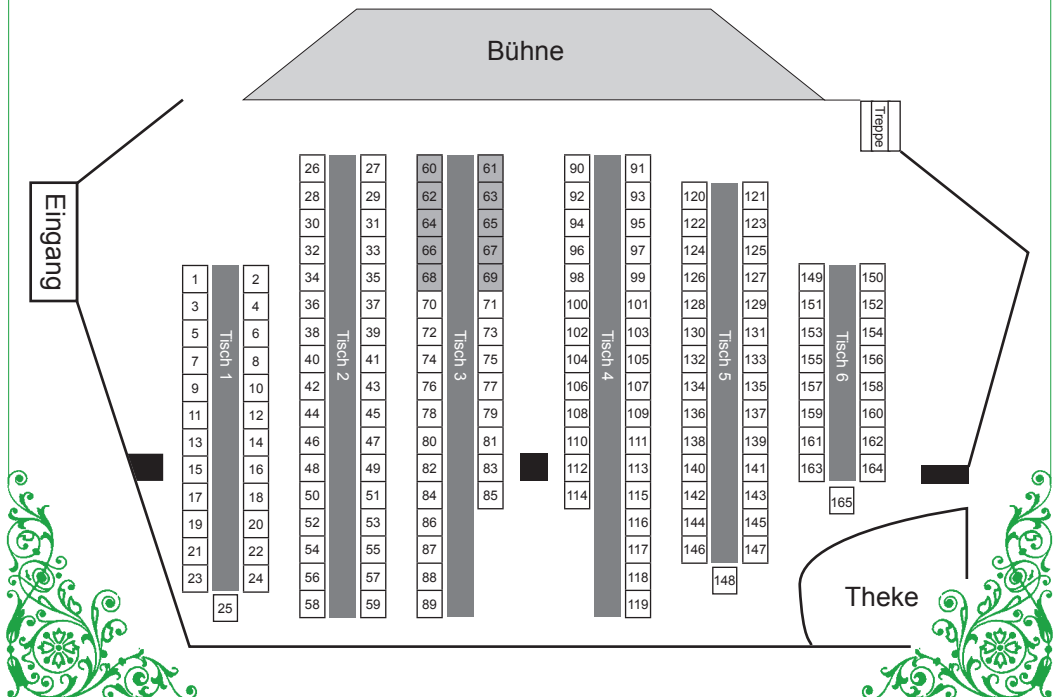 Bühne
Treppe
Eingang
26 27 60 61 90 91
28 29 62 63 92 93 120 121
30 31 64 65 94 95 122 123
32 33 66 67 96 97 124 125
1 2 34 35 68 69 98 99 126 127 149 150
3 4 36 37 70 71 100 101 128 129 151 152
5 6 38 39 72 73 102 103 130 131 153 154
7 8 40 41 74 75 104 105 132 133 155 156
9 10 42 43 76 77 106 107 134 135 157 158
11 12 44 45 78 79 108 109 136 137 159 160
13 14 46 47 80 81 110 111 138 139 161 162
15 16 48 49 82 83 112 113 140 141 163 164
17 18 50 51 84 85 114 115 142 143 165
19 20 52 53 86 116 144 145
21 22 54 55 87 117 146 147
23 24 56 57 88 118 148
25 58 59 89 119
Tisch 1
Tisch 2
Tisch 3
Tisch 4
Tisch 5
Tisch 6
Theke